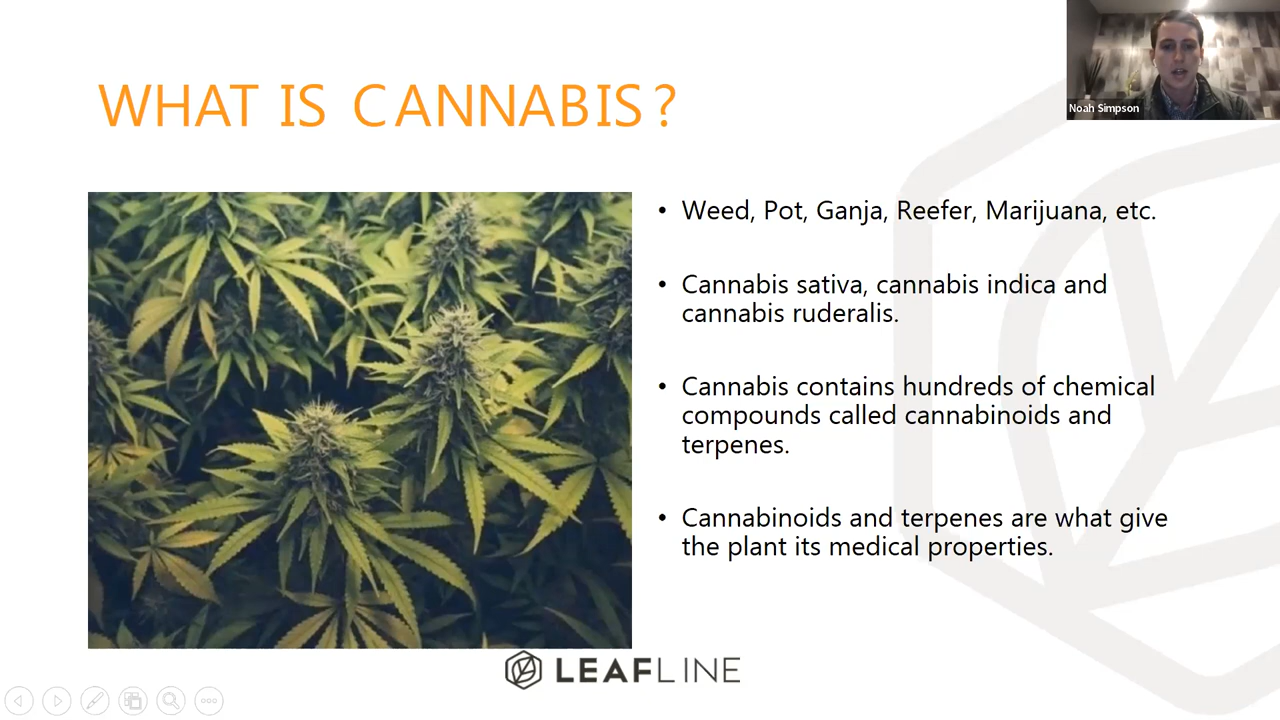 WHAT IS CANNABIS?
Noah Simpson
• Weed, Pot, Ganja, Reefer, Marijuana, etc.
• Cannabis sativa, cannabis indica and
cannabis ruderalis.
• Cannabis contains hundreds of chemical
compounds called cannabinoids and
terpenes.
• Cannabinoids and terpenes are what give
the plant its medical properties.
LEAFLINE